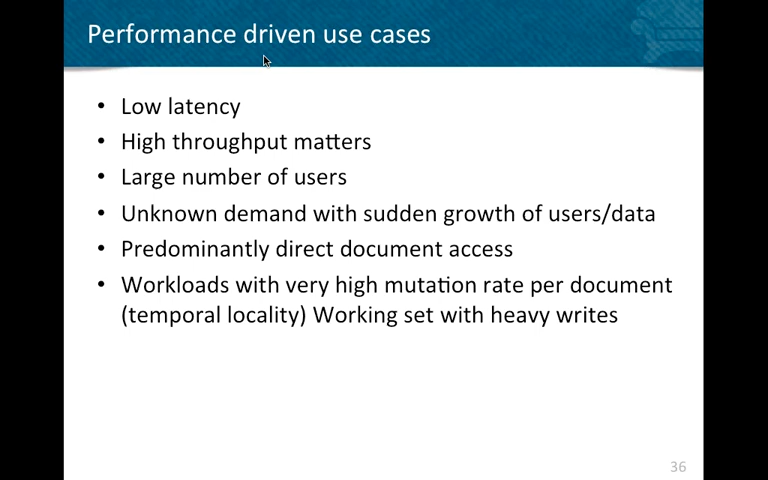 Performance driven use cases
• Low latency
• High throughput matters
• Large number of users
• Unknown demand with sudden growth of users/data
• Predominantly direct document access
• Workloads with very high mutation rate per document
(temporal locality) Working set with heavy writes
36